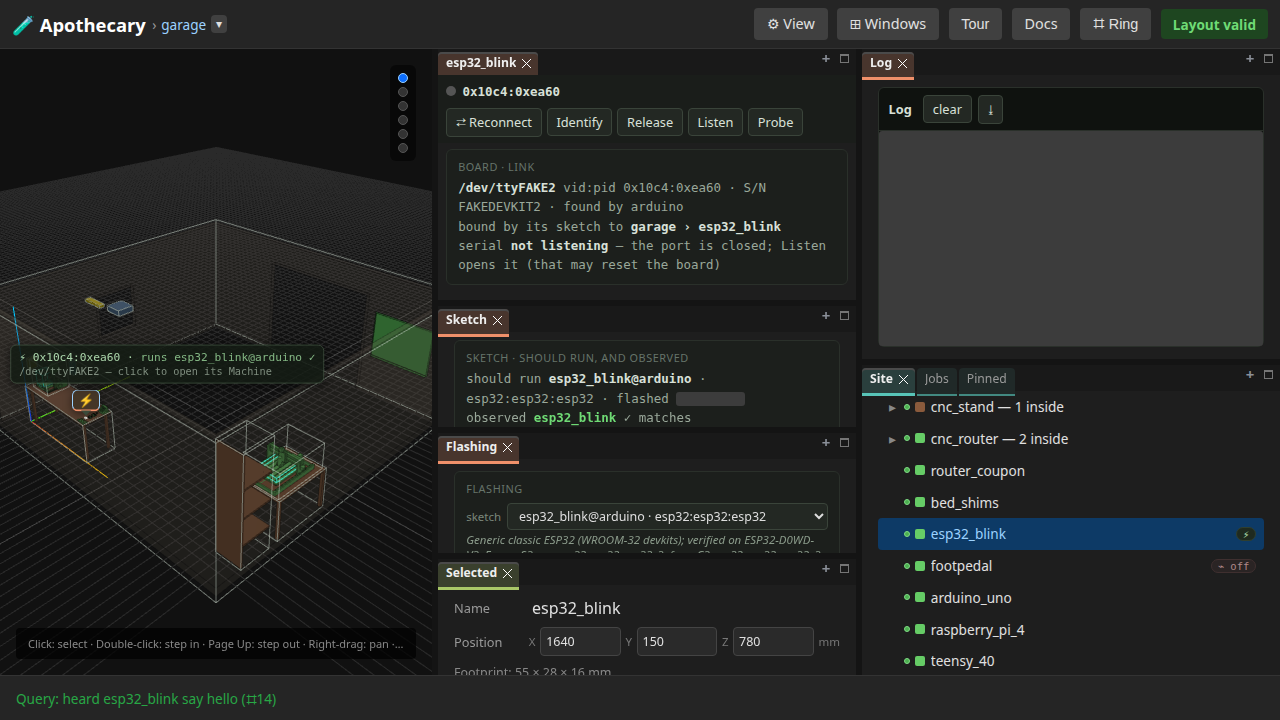 🧪 Apothecary › garage ▾
⚙ View
⊞ Windows
Tour
Docs
⌗ Ring
Layout valid
⚡ 0x10c4:0xea60 · runs esp32_blink@arduino ✓
/dev/ttyFAKE2 — click to open its Machine
Click: select · Double-click: step in · Page Up: step out · Right-drag: pan ·...
esp32_blink
0x10c4:0xea60
⇄ Reconnect
Identify
Release
Listen
Probe
BOARD · LINK
/dev/ttyFAKE2 vid:pid 0x10c4:0xea60 · S/N
FAKEDEVKIT2 · found by arduino
bound by its sketch to garage › esp32_blink
serial not listening — the port is closed; Listen
opens it (that may reset the board)
Sketch
SKETCH · SHOULD RUN, AND OBSERVED
should run esp32_blink@arduino ·
esp32:esp32:esp32 · flashed
observed esp32_blink ✓ matches
Flashing
FLASHING
sketch esp32_blink@arduino · esp32:esp32:esp32
Generic classic ESP32 (WROOM-32 devkits); verified on ESP32-D0WD-
Selected
Name esp32_blink
Position X 1640 Y 150 Z 780 mm
Footprint: 55 × 28 × 16 mm
Log
Log
clear
⤓
Site
Jobs
Pinned
▸ cnc_stand — 1 inside
▸ cnc_router — 2 inside
router_coupon
bed_shims
esp32_blink ⚡
footpedal ⌁ off
arduino_uno
raspberry_pi_4
teensy_40
Query: heard esp32_blink say hello (⌗14)